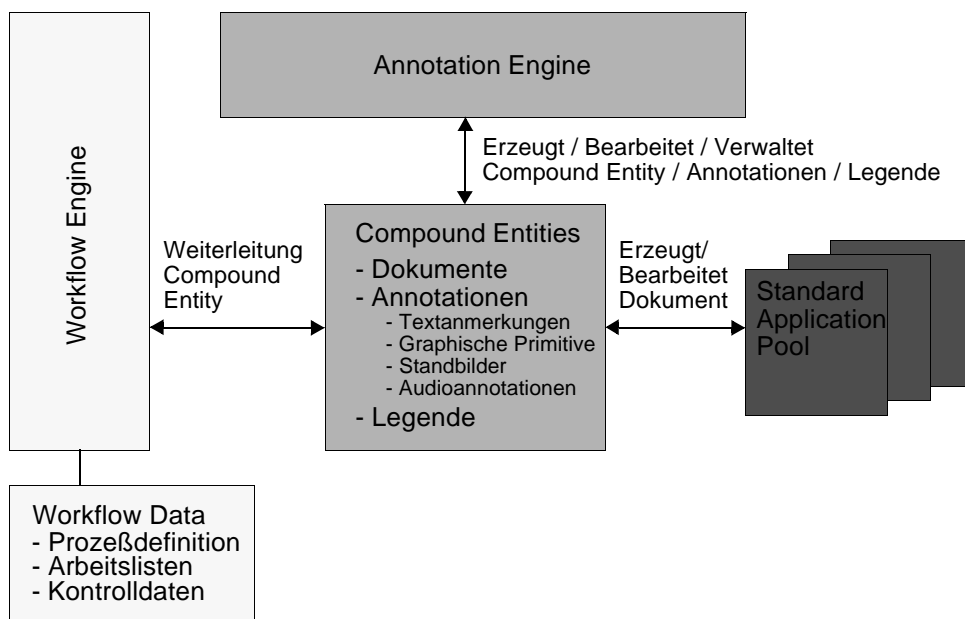 Annotation Engine
Erzeugt / Bearbeitet / Verwaltet
Compound Entity / Annotationen / Legende
Workflow Engine
Weiterleitung
Compound
Entity
Compound Entities
- Dokumente
- Annotationen
- Textanmerkungen
- Graphische Primitive
- Standbilder
- Audioannotationen
- Legende
Erzeugt/
Bearbeitet
Dokument
Standard
Application
Pool
Workflow Data
- Prozeßdefinition
- Arbeitslisten
- Kontrolldaten